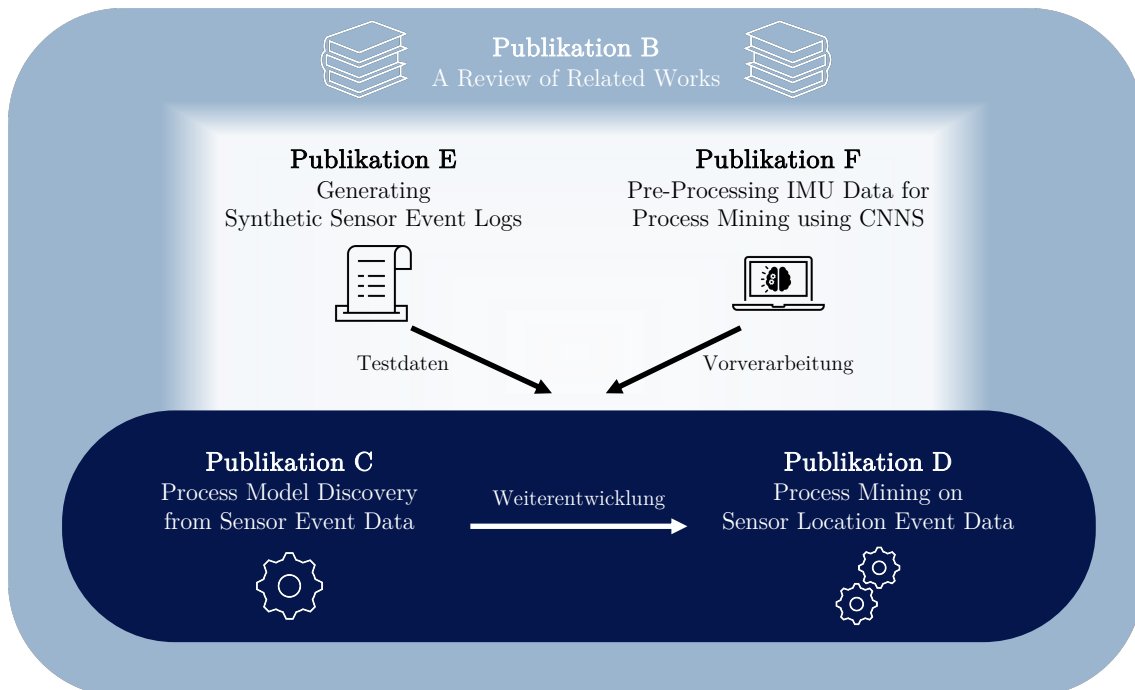 Publikation B
A Review of Related Works
Publikation E
Generating
Synthetic Sensor Event Logs
Publikation F
Pre-Processing IMU Data for
Process Mining using CNNS
Testdaten
Vorverarbeitung
Publikation C
Process Model Discovery
from Sensor Event Data
Weiterentwicklung
Publikation D
Process Mining on
Sensor Location Event Data